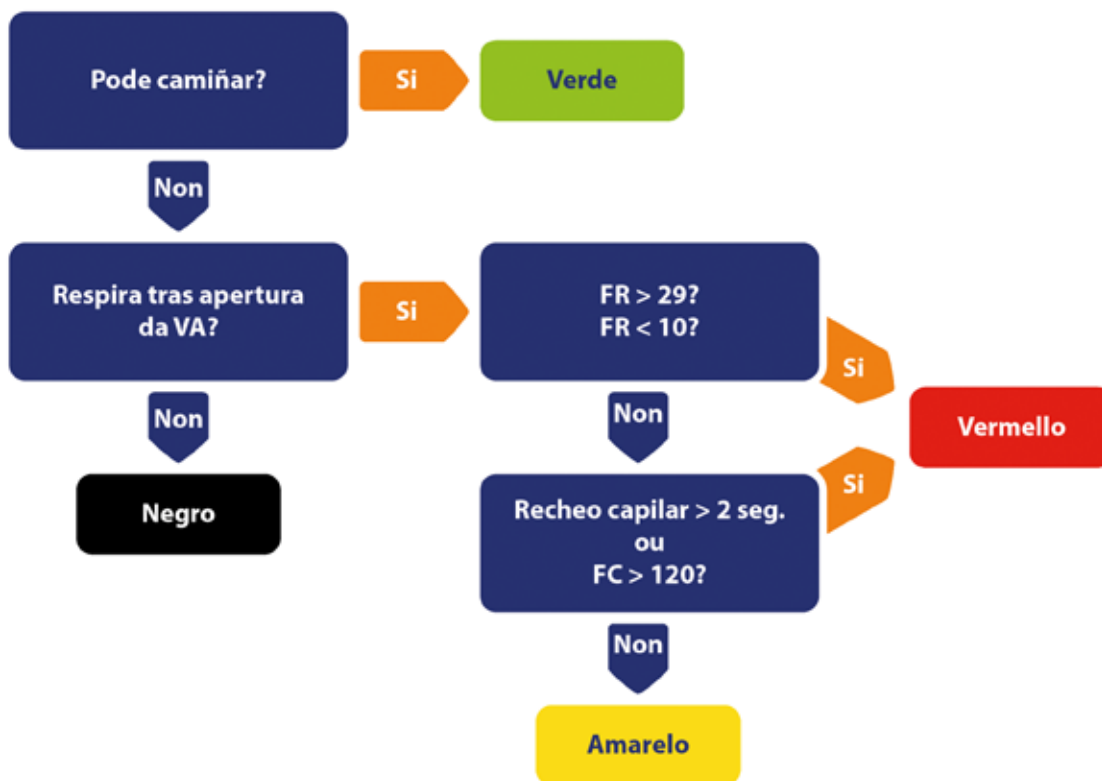 Pode camiñar?
Si
Verde
Non
Respira tras apertura
da VA?
Si
FR > 29?
FR < 10?
Si
Non
Non
Vermello
Negro
Recheo capilar > 2 seg.
ou
FC > 120?
Si
Non
Amarelo